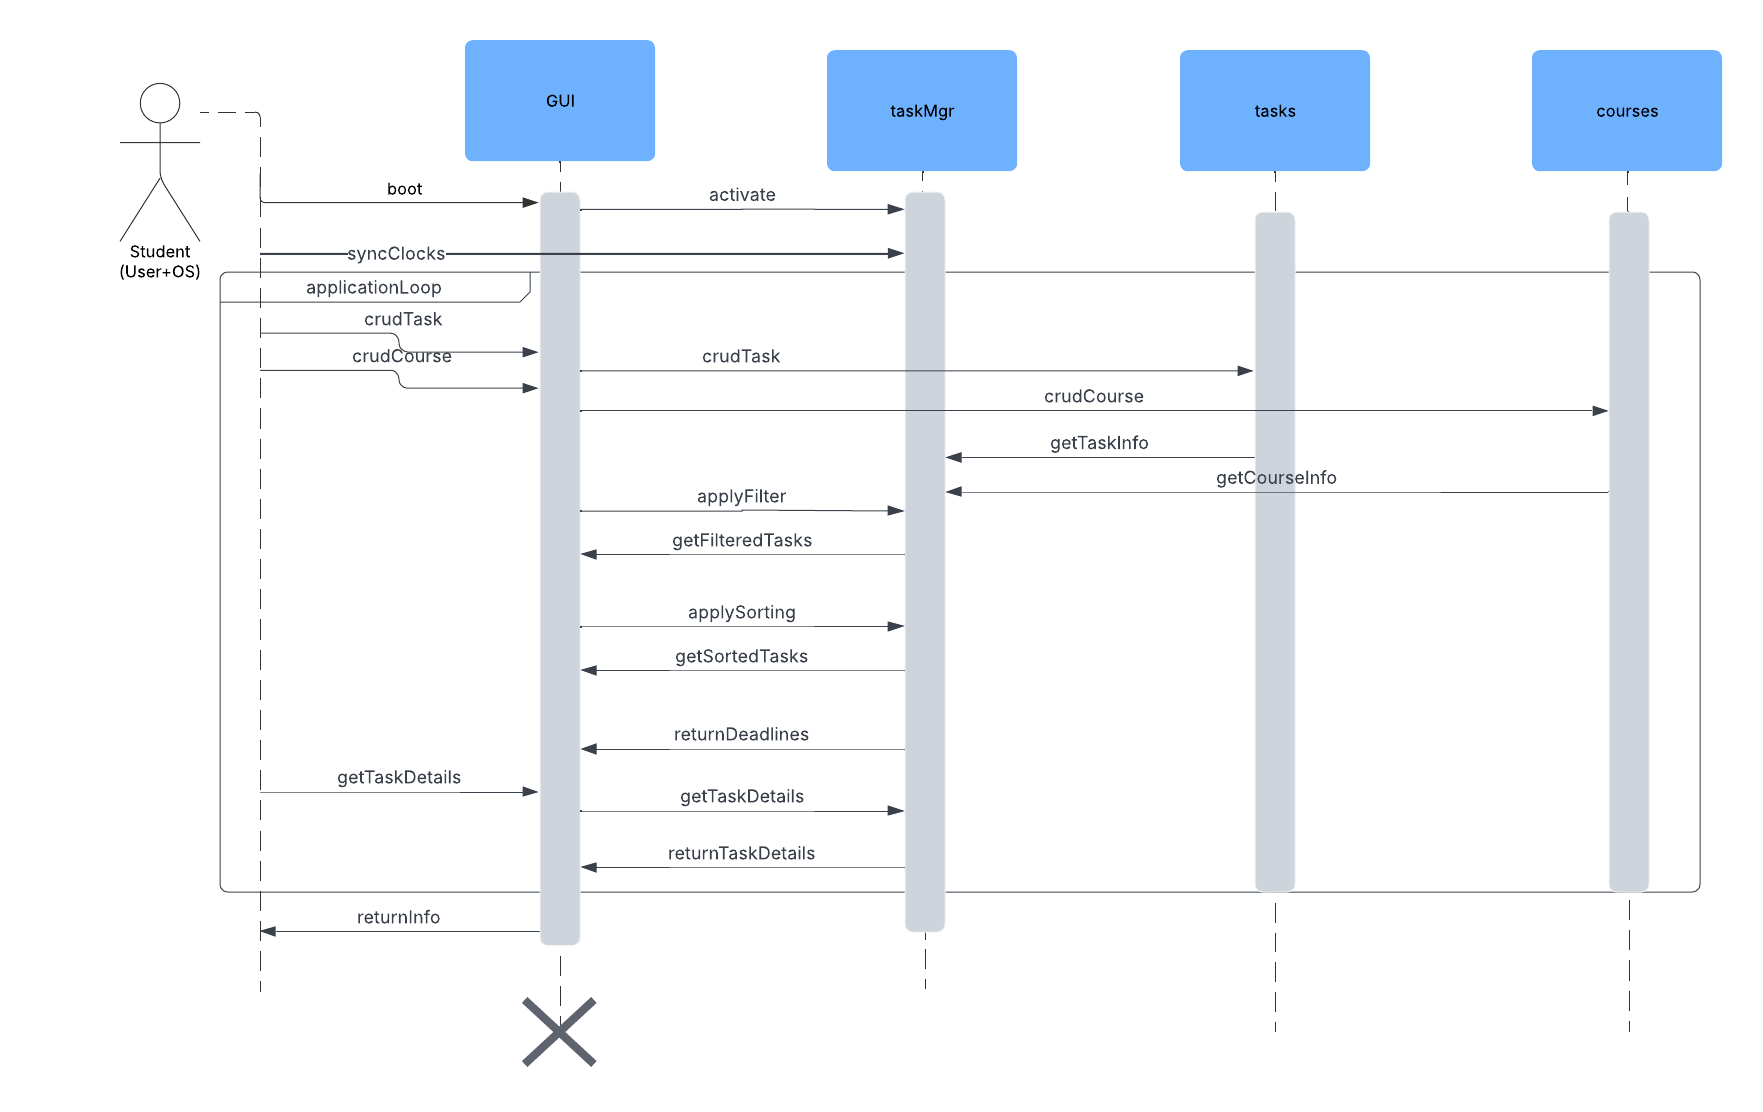 GUI
taskMgr
tasks
courses
Student
(User+OS)
boot
activate
syncClocks
applicationLoop
crudTask
crudCourse
crudTask
crudCourse
getTaskInfo
getCourseInfo
applyFilter
getFilteredTasks
applySorting
getSortedTasks
returnDeadlines
getTaskDetails
getTaskDetails
returnTaskDetails
returnInfo